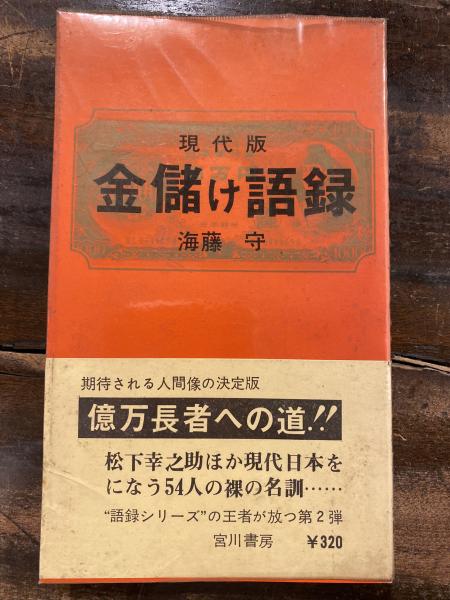 現代版
金儲け語録
海藤 守
期待される人間像の決定版
億万長者への道!!
松下幸之助ほか現代日本を
になう54人の裸の名訓……
“語録シリーズ”の王者が放つ第2弾
宮川書房 ¥320